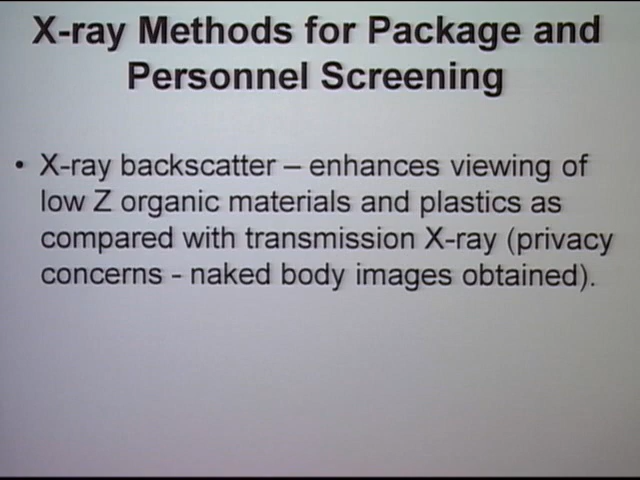 X-ray Methods for Package and
Personnel Screening
• X-ray backscatter – enhances viewing of
low Z organic materials and plastics as
compared with transmission X-ray (privacy
concerns - naked body images obtained).